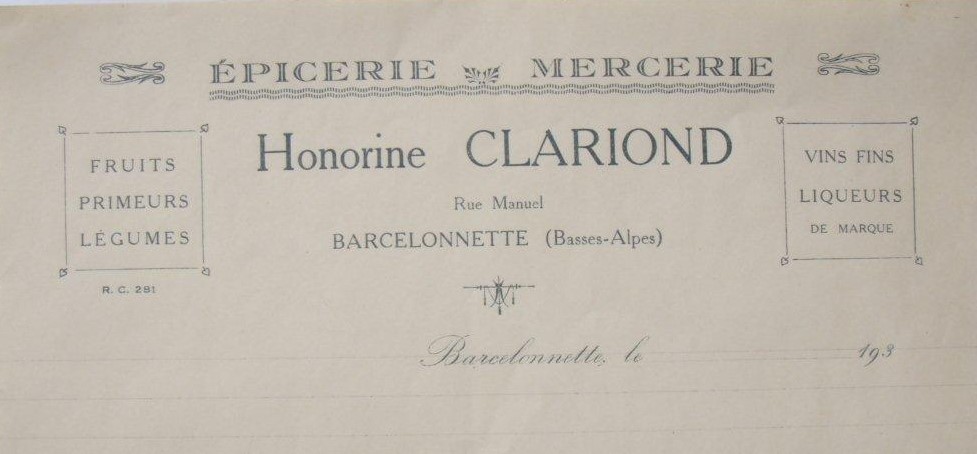 ÉPICERIE MERCERIE
FRUITS
PRIMEURS
LÉGUMES
R. C. 291
Honorine CLARIOND
Rue Manuel
BARCELONNETTE (Basses-Alpes)
VINS FINS
LIQUEURS
DE MARQUE
Barcelonnette, le 193